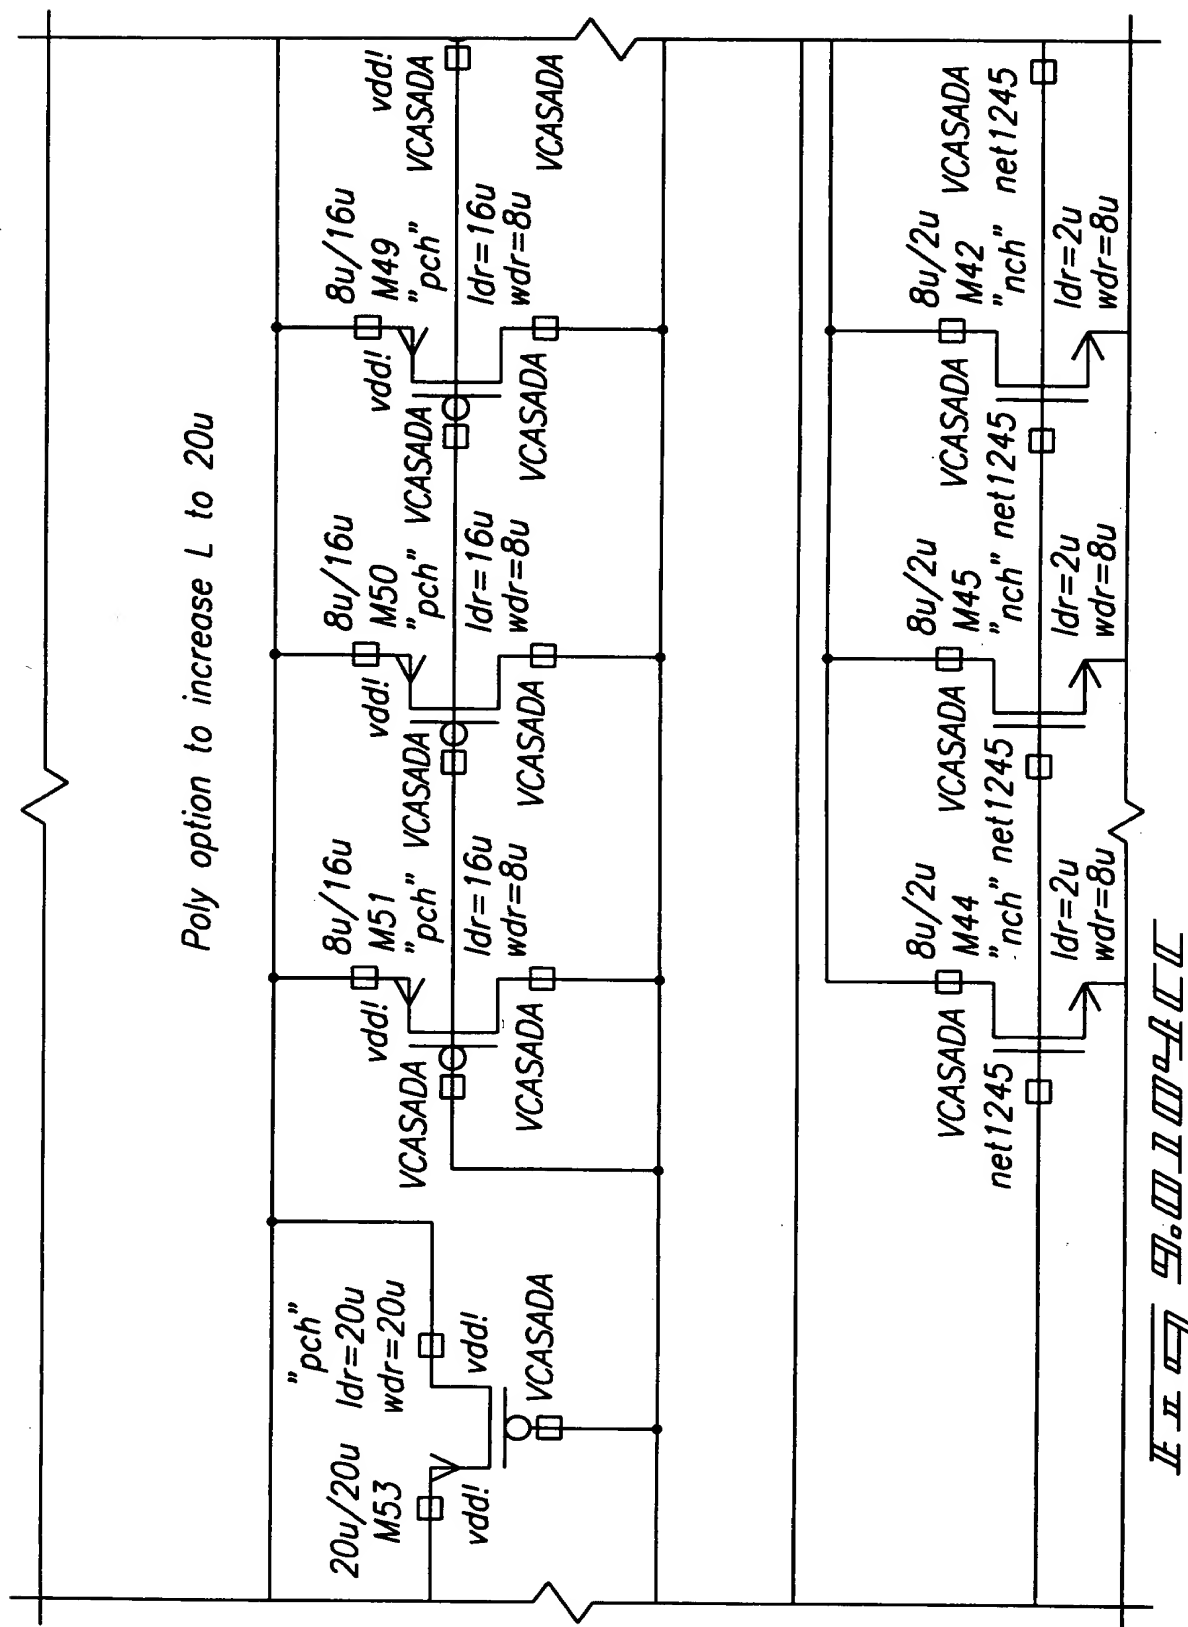 Poly option to increase L to 20u
20u/20u
M53
"pch"
ldr=20u
wdr=20u
vdd!
vdd!
VCASADA
8u/16u
M51
"pch"
vdd!
VCASADA
ldr=16u
wdr=8u
VCASADA
8u/16u
M50
"pch"
vdd!
VCASADA
ldr=16u
wdr=8u
VCASADA
8u/16u
M49
"pch"
vdd!
VCASADA
ldr=16u
wdr=8u
VCASADA
vdd!
VCASADA
VCASADA
8u/2u
M44
"nch"
VCASADA
net1245
ldr=2u
wdr=8u
8u/2u
M45
"nch"
VCASADA
net1245
ldr=2u
wdr=8u
8u/2u
M42
"nch"
VCASADA
net1245
ldr=2u
wdr=8u
VCASADA
net1245